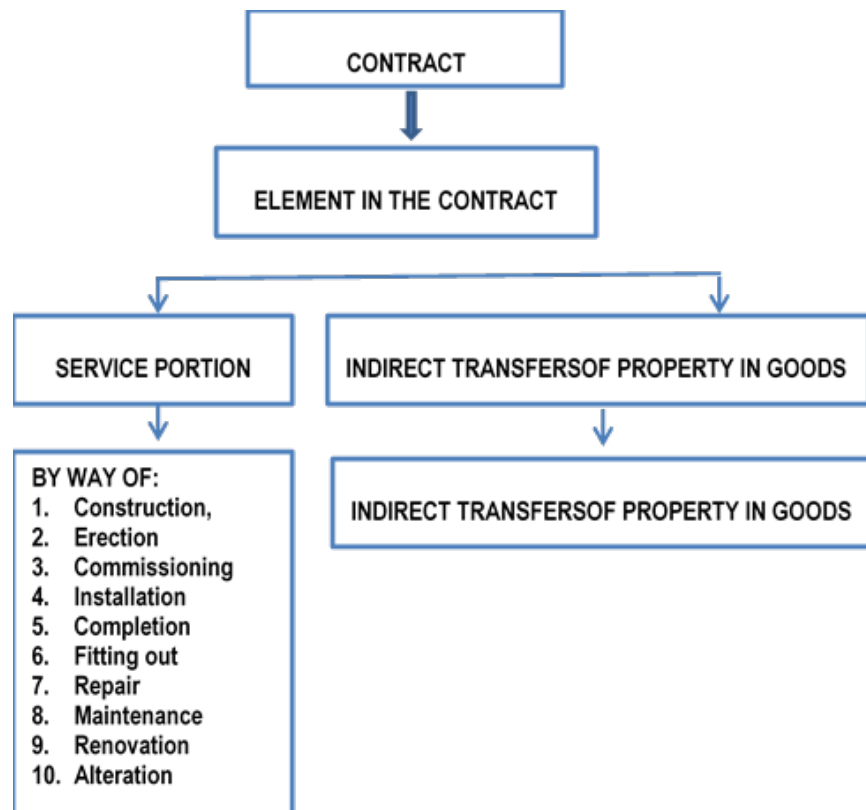 CONTRACT
ELEMENT IN THE CONTRACT
SERVICE PORTION
INDIRECT TRANSFERSOF PROPERTY IN GOODS
BY WAY OF:
1. Construction,
2. Erection
3. Commissioning
4. Installation
5. Completion
6. Fitting out
7. Repair
8. Maintenance
9. Renovation
10. Alteration
INDIRECT TRANSFERSOF PROPERTY IN GOODS